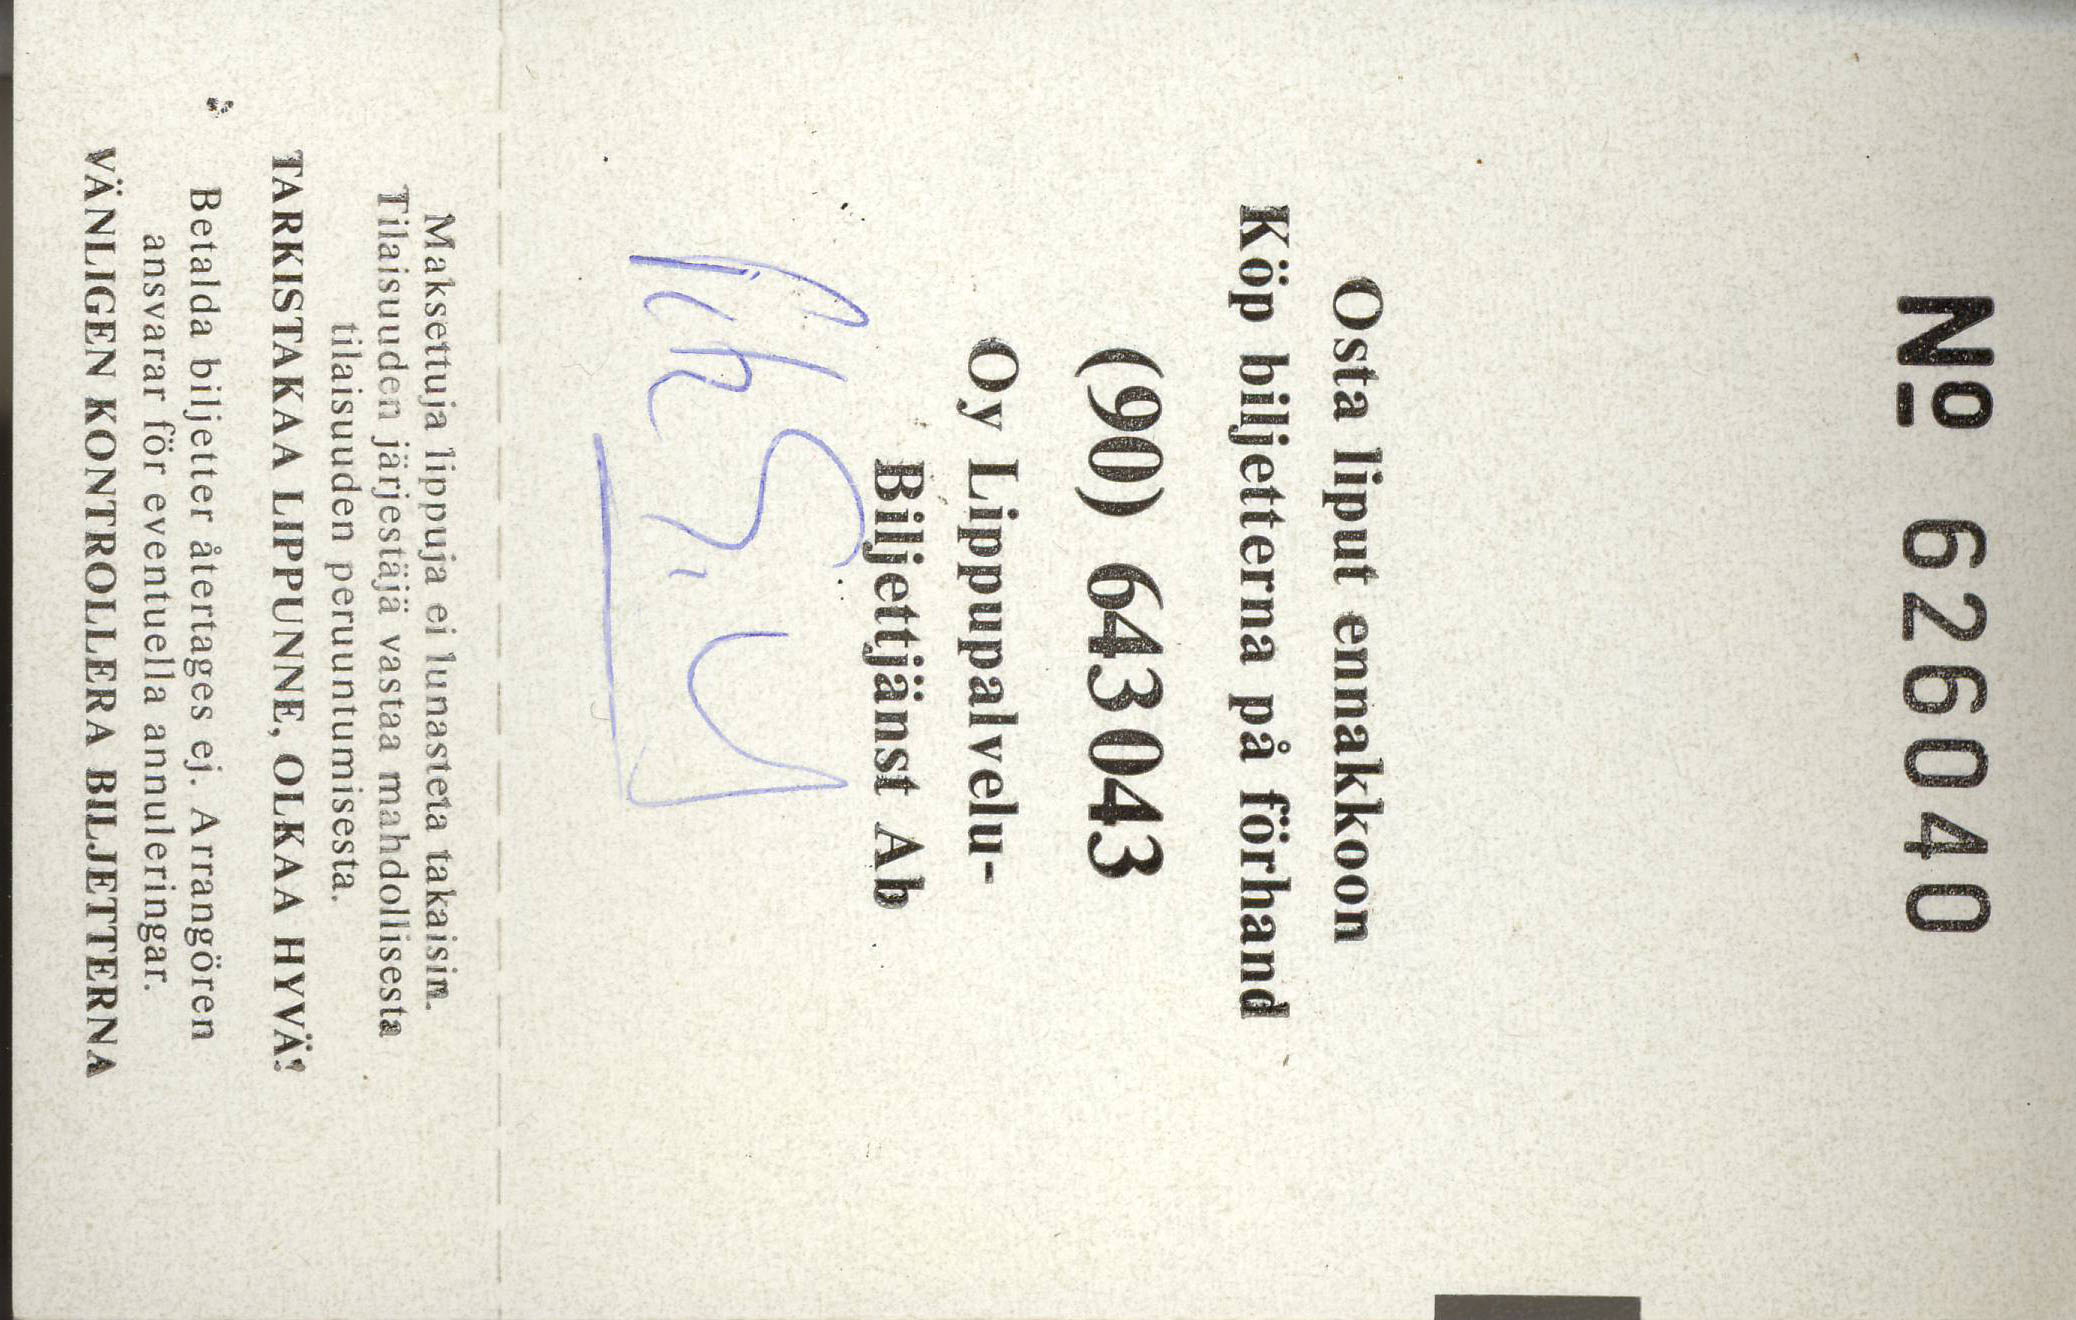 Nº 626040
Osta liput ennakkoon
Köp biljetterna på förhand
(90) 643 043
Oy Lippupalvelu-
Biljettjänst Ab
Maksettuja lippuja ei lunasteta takaisin.
Tilaisuuden järjestäjä vastaa mahdollisesta
tilaisuuden peruuntumisesta.
TARKISTAKAA LIPPUNNE, OLKAA HYVÄ!
Betalda biljetter återtages ej. Arrangören
ansvarar för eventuella annuleringar.
VÄNLIGEN KONTROLLERA BILJETTERNA